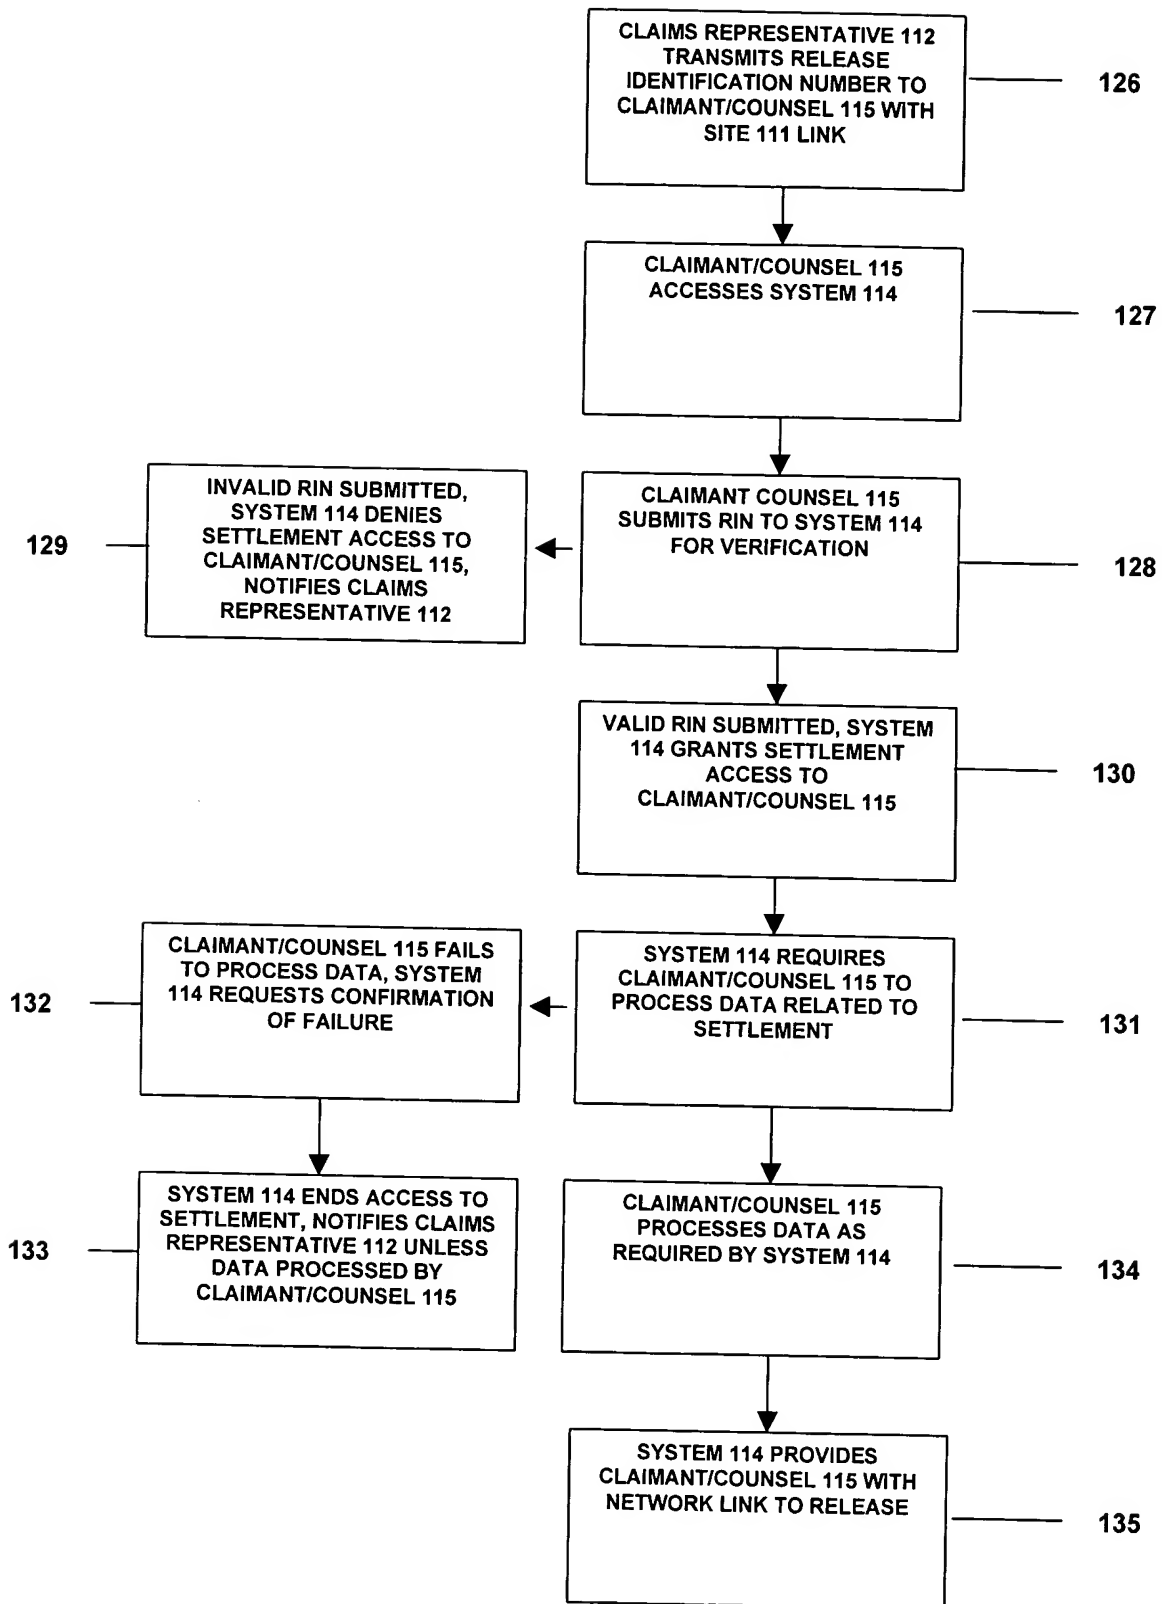 CLAIMS REPRESENTATIVE 112
TRANSMITS RELEASE
IDENTIFICATION NUMBER TO
CLAIMANT/COUNSEL 115 WITH
SITE 111 LINK
126
CLAIMANT/COUNSEL 115
ACCESSES SYSTEM 114
127
129
INVALID RIN SUBMITTED,
SYSTEM 114 DENIES
SETTLEMENT ACCESS TO
CLAIMANT/COUNSEL 115,
NOTIFIES CLAIMS
REPRESENTATIVE 112
CLAIMANT COUNSEL 115
SUBMITS RIN TO SYSTEM 114
FOR VERIFICATION
128
VALID RIN SUBMITTED, SYSTEM
114 GRANTS SETTLEMENT
ACCESS TO
CLAIMANT/COUNSEL 115
130
132
CLAIMANT/COUNSEL 115 FAILS
TO PROCESS DATA, SYSTEM
114 REQUESTS CONFIRMATION
OF FAILURE
SYSTEM 114 REQUIRES
CLAIMANT/COUNSEL 115 TO
PROCESS DATA RELATED TO
SETTLEMENT
131
133
SYSTEM 114 ENDS ACCESS TO
SETTLEMENT, NOTIFIES CLAIMS
REPRESENTATIVE 112 UNLESS
DATA PROCESSED BY
CLAIMANT/COUNSEL 115
CLAIMANT/COUNSEL 115
PROCESSES DATA AS
REQUIRED BY SYSTEM 114
134
SYSTEM 114 PROVIDES
CLAIMANT/COUNSEL 115 WITH
NETWORK LINK TO RELEASE
135